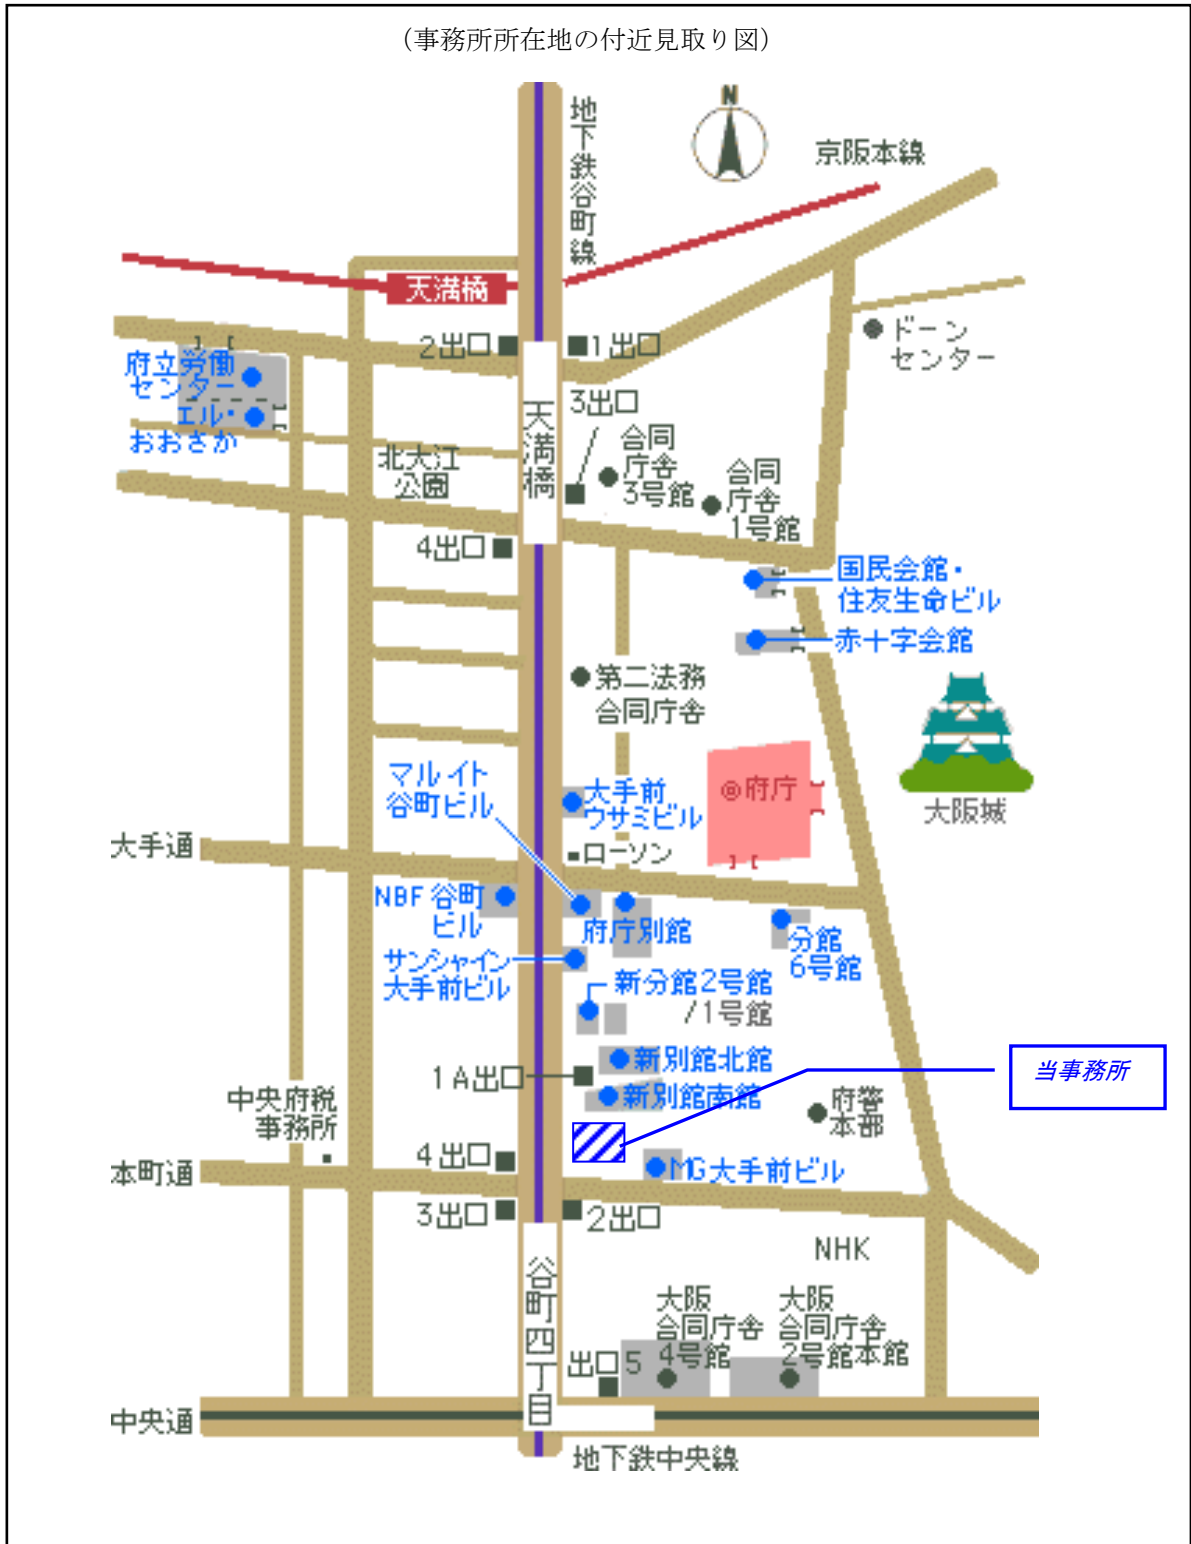 （事務所所在地の付近見取り図）
N
地下鉄谷町線
京阪本線
天満橋
2出口
1出口
ドーン
センター
府立労働
センター
エル・
おおさか
天満橋
3出口
合同
庁舎
3号館
合同
庁舎
1号館
北大江
公園
4出口
国民会館・
住友生命ビル
赤十字会館
第二法務
合同庁舎
マルイト
谷町ビル
大手前
ウサミビル
◎府庁
大阪城
大手通
ローソン
NBF谷町
ビル
府庁別館
分館
6号館
サンシャイン
大手前ビル
新分館2号館
/1号館
新別館北館
1A出口
新別館南館
当事務所
中央府税
事務所
府警
本部
4出口
本町通
MG大手前ビル
3出口
2出口
NHK
谷町四丁目
大阪
合同庁舎
4号館
大阪
合同庁舎
2号館本館
出口5
中央通
地下鉄中央線